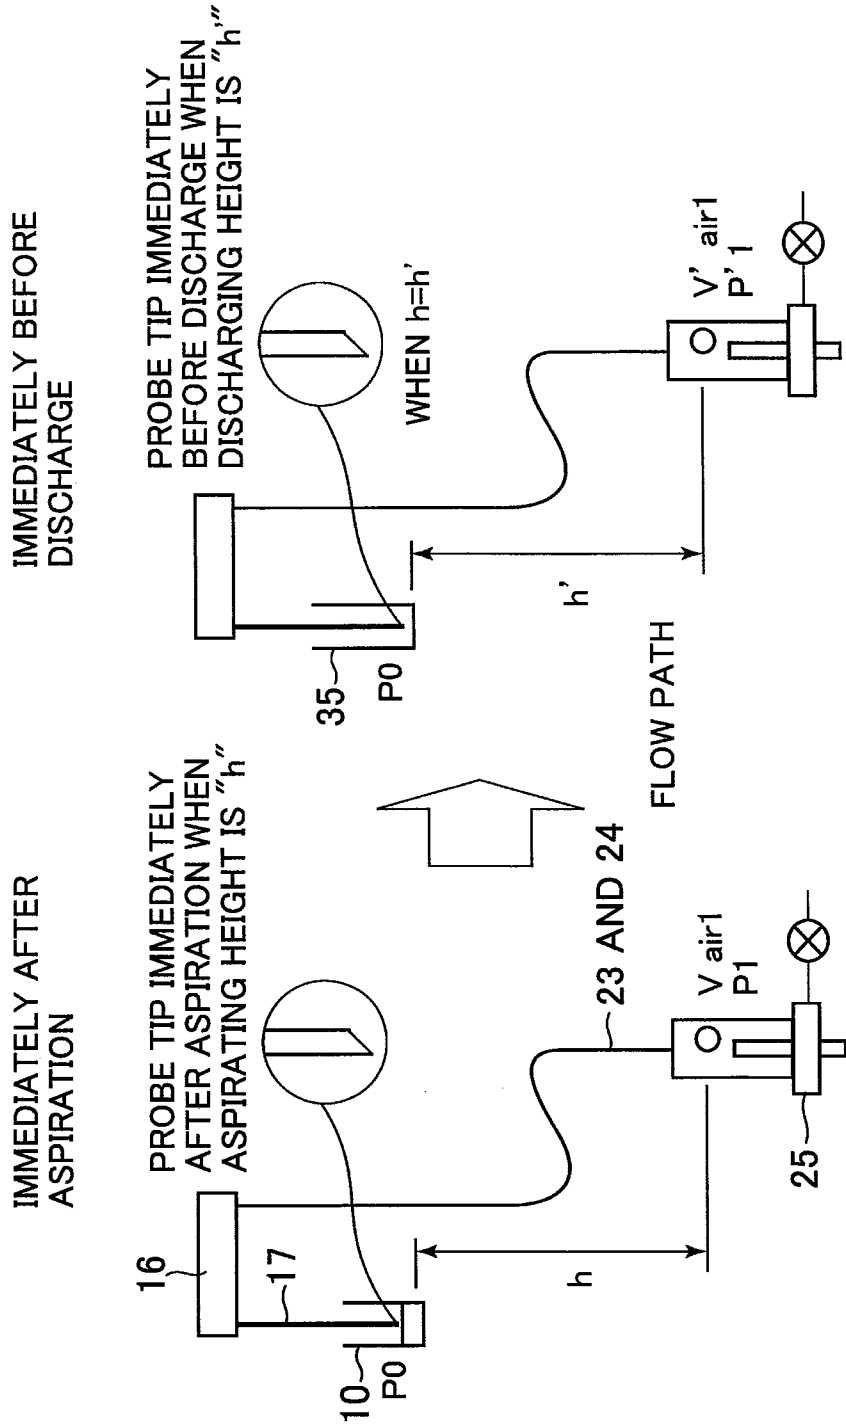 IMMEDIATELY AFTER
ASPIRATION
PROBE TIP IMMEDIATELY
AFTER ASPIRATION WHEN
ASPIRATING HEIGHT IS "h"
16
17
10
P0
h
V air1
P1
23 AND 24
25
FLOW PATH
IMMEDIATELY BEFORE
DISCHARGE
PROBE TIP IMMEDIATELY
BEFORE DISCHARGE WHEN
DISCHARGING HEIGHT IS "h'"
WHEN h=h'
35
P0
h'
V' air1
P' 1